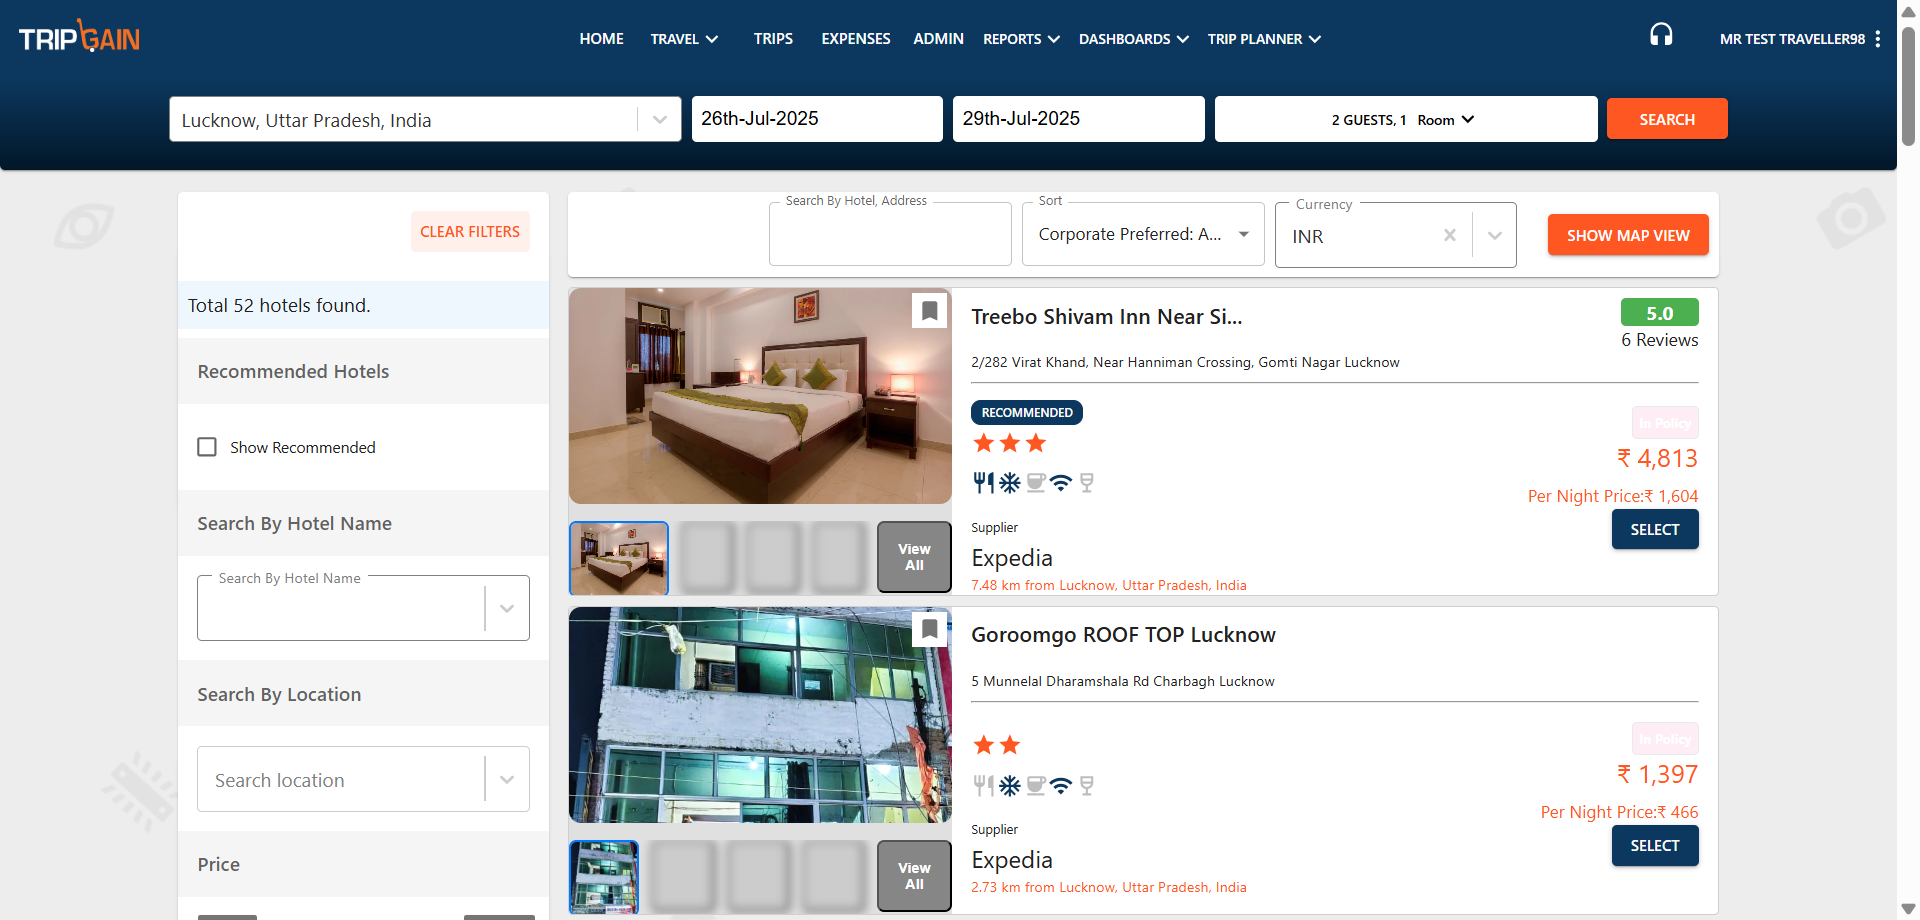 TRIPGAIN
HOME TRAVEL TRIPS EXPENSES ADMIN REPORTS DASHBOARDS TRIP PLANNER
MR TEST TRAVELLER98
Lucknow, Uttar Pradesh, India
26th-Jul-2025
29th-Jul-2025
2 GUESTS, 1 Room
SEARCH
CLEAR FILTERS
Total 52 hotels found.
Recommended Hotels
Show Recommended
Search By Hotel Name
Search By Hotel Name
Search By Location
Search location
Price
Search By Hotel, Address
Sort
Corporate Preferred: A...
Currency
INR
SHOW MAP VIEW
Treebo Shivam Inn Near Si...
5.0
6 Reviews
2/282 Virat Khand, Near Hanniman Crossing, Gomti Nagar Lucknow
RECOMMENDED
In Policy
₹ 4,813
Per Night Price:₹ 1,604
SELECT
Supplier
Expedia
7.48 km from Lucknow, Uttar Pradesh, India
View
All
Goroomgo ROOF TOP Lucknow
5 Munnelal Dharamshala Rd Charbagh Lucknow
In Policy
₹ 1,397
Per Night Price:₹ 466
SELECT
Supplier
Expedia
2.73 km from Lucknow, Uttar Pradesh, India
View
All